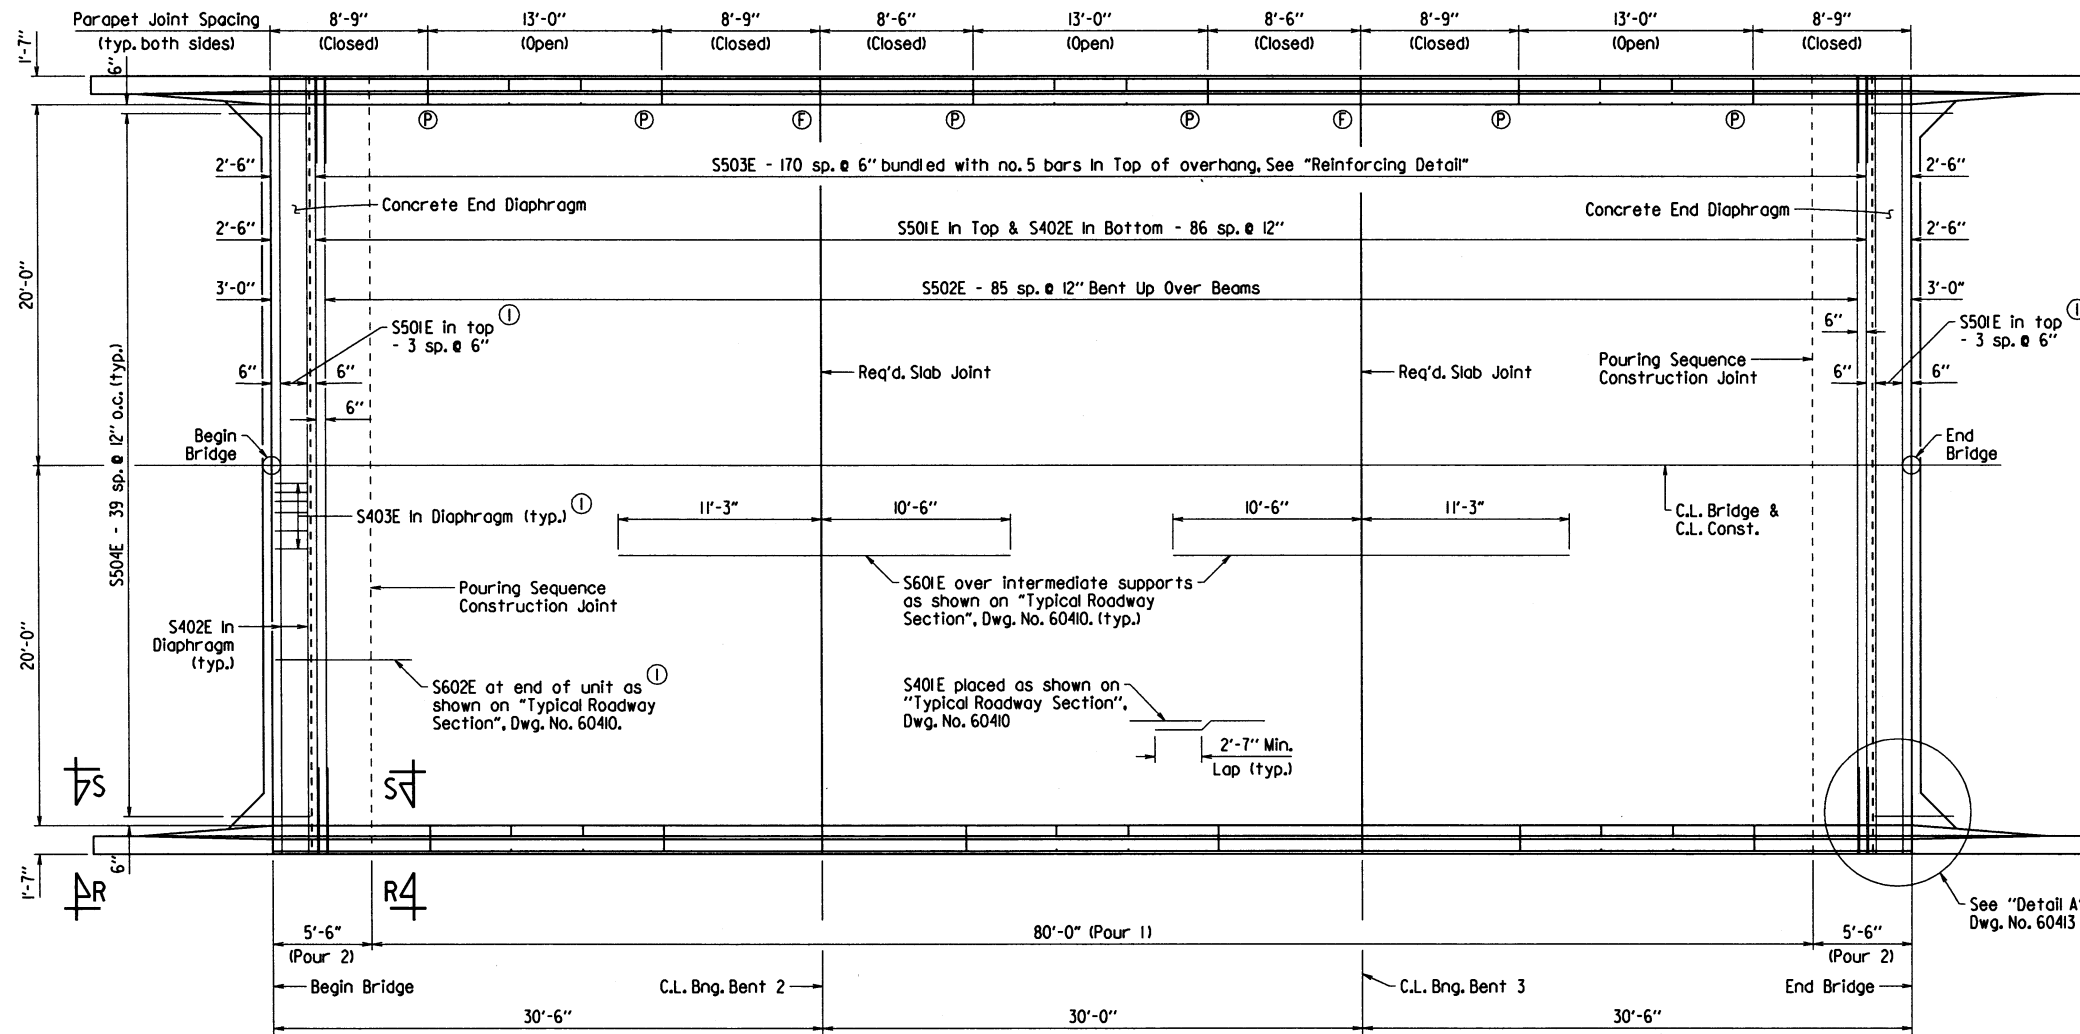 Parapet Joint Spacing
(typ. both sides)
8'-9"
(Closed)
13'-0"
(Open)
8'-9"
(Closed)
8'-6"
(Closed)
13'-0"
(Open)
8'-6"
(Closed)
8'-9"
(Closed)
13'-0"
(Open)
8'-9"
(Closed)
1'-7"
6"
P P F P P F P P
2'-6"
S503E - 170 sp. @ 6" bundled with no. 5 bars in Top of overhang, See "Reinforcing Detail"
2'-6"
Concrete End Diaphragm
Concrete End Diaphragm
2'-6"
S501E In Top & S402E In Bottom - 86 sp. @ 12"
2'-6"
20'-0"
3'-0"
S502E - 85 sp. @ 12" Bent Up Over Beams
3'-0"
S501E in top 1
- 3 sp. @ 6"
6"
S501E in top 1
- 3 sp. @ 6"
6"
6"
6"
Req'd. Slab Joint
Req'd. Slab Joint
Pouring Sequence
Construction Joint
6"
6"
S504E - 39 sp. @ 12" o.c. (typ.)
Begin
Bridge
End
Bridge
S403E In Diaphragm (typ.) 1
11'-3"
10'-6"
10'-6"
11'-3"
C.L. Bridge &
C.L. Const.
Pouring Sequence
Construction Joint
S601E over intermediate supports
as shown on "Typical Roadway
Section", Dwg. No. 60410. (typ.)
20'-0"
S402E In
Diaphragm
(typ.)
S602E at end of unit as 1
shown on "Typical Roadway
Section", Dwg. No. 60410.
S401E placed as shown on
"Typical Roadway Section",
Dwg. No. 60410
2'-7" Min.
Lap (typ.)
S
S
6"
1'-7"
R
R
See "Detail A"
Dwg. No. 60413
5'-6"
(Pour 2)
80'-0" (Pour 1)
5'-6"
(Pour 2)
Begin Bridge
C.L. Bng. Bent 2
C.L. Bng. Bent 3
End Bridge
30'-6"
30'-0"
30'-6"